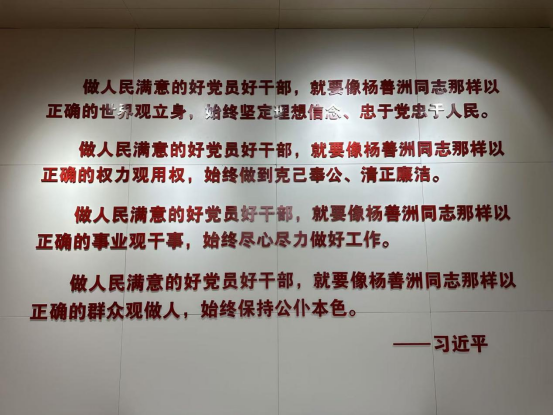 做人民满意的好党员好干部，就要像杨善洲同志那样以
正确的世界观立身，始终坚定理想信念、忠于党忠于人民。
做人民满意的好党员好干部，就要像杨善洲同志那样以
正确的权力观用权，始终做到克己奉公、清正廉洁。
做人民满意的好党员好干部，就要像杨善洲同志那样以
正确的事业观干事，始终尽心尽力做好工作。
做人民满意的好党员好干部，就要像杨善洲同志那样以
正确的群众观做人，始终保持公仆本色。
——习近平